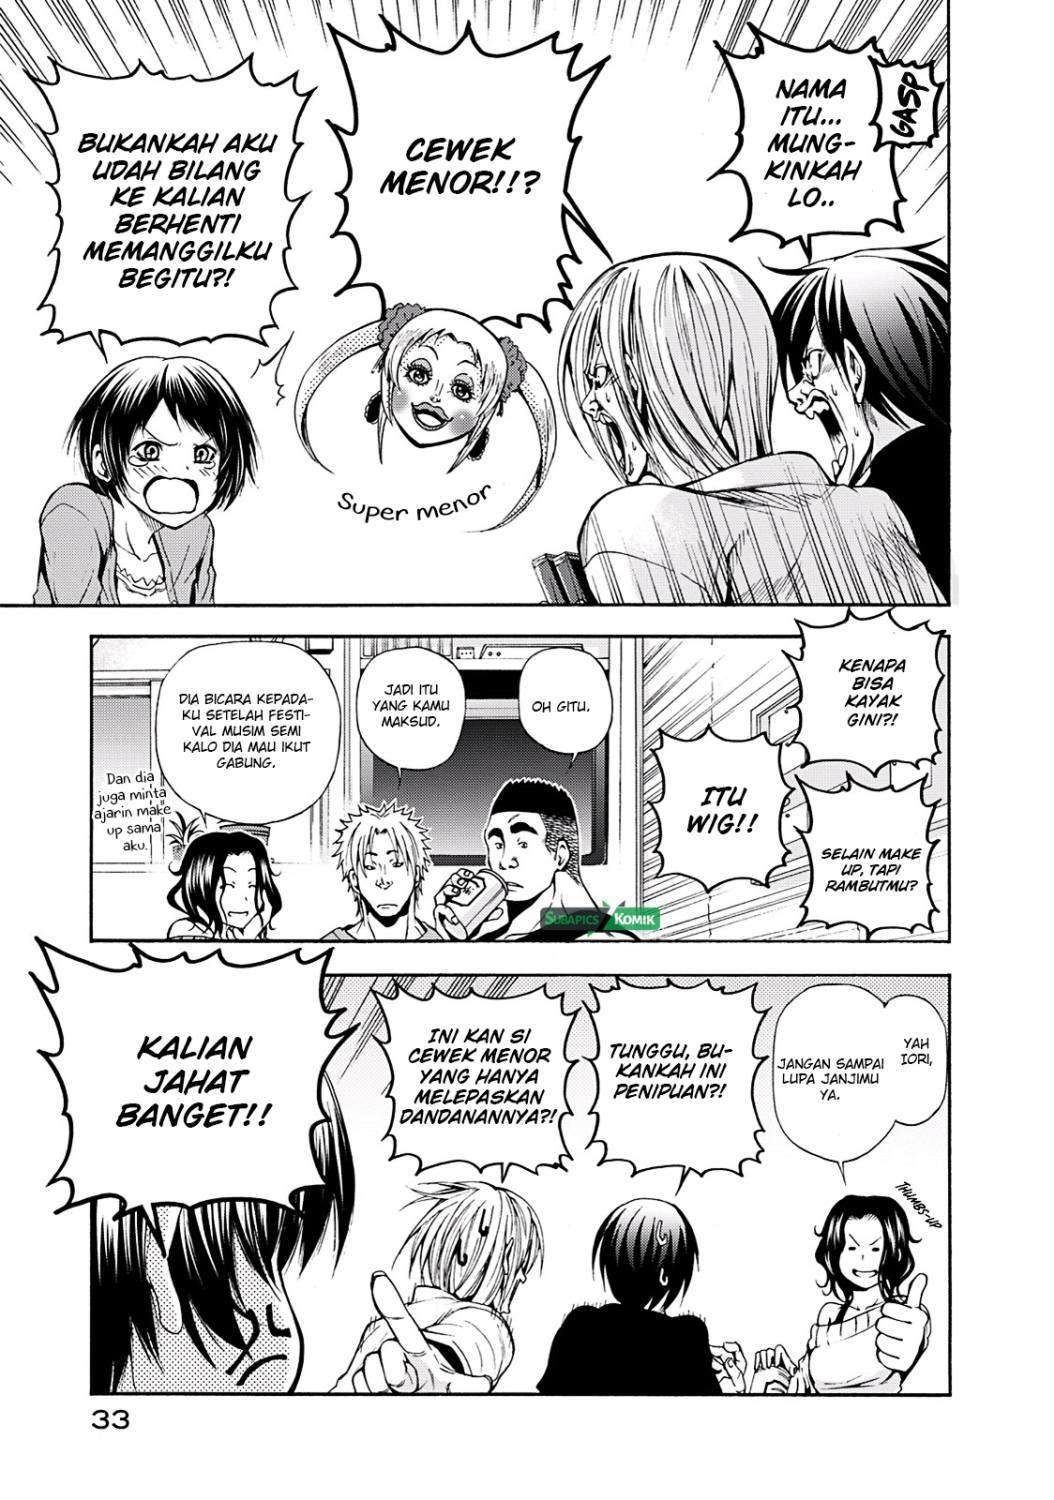 GASP
NAMA
ITU...
MUNG-
KINKAH
LO..
CEWEK
MENOR!!?
BUKANKAH AKU
UDAH BILANG
KE KALIAN
BERHENTI
MEMANGGILKU
BEGITU?!
Super menor
KENAPA
BISA
KAYAK
GINI?!
ITU
WIG!!
SELAIN MAKE
UP, TAPI
RAMBUTMU?
OH GITU.
JADI ITU
YANG KAMU
MAKSUD.
DIA BICARA KEPADA-
KU SETELAH FESTI-
VAL MUSIM SEMI
KALO DIA MAU IKUT
GABUNG.
Dan dia
juga minta
ajarin make
up sama
aku.
SUBAPICS KOMIK
YAH
IORI,
JANGAN SAMPAI
LUPA JANJIMU
YA.
THUMBS-UP
TUNGGU, BU-
KANKAH INI
PENIPUAN?!
INI KAN SI
CEWEK MENOR
YANG HANYA
MELEPASKAN
DANDANANNYA?!
KALIAN
JAHAT
BANGET!!
33